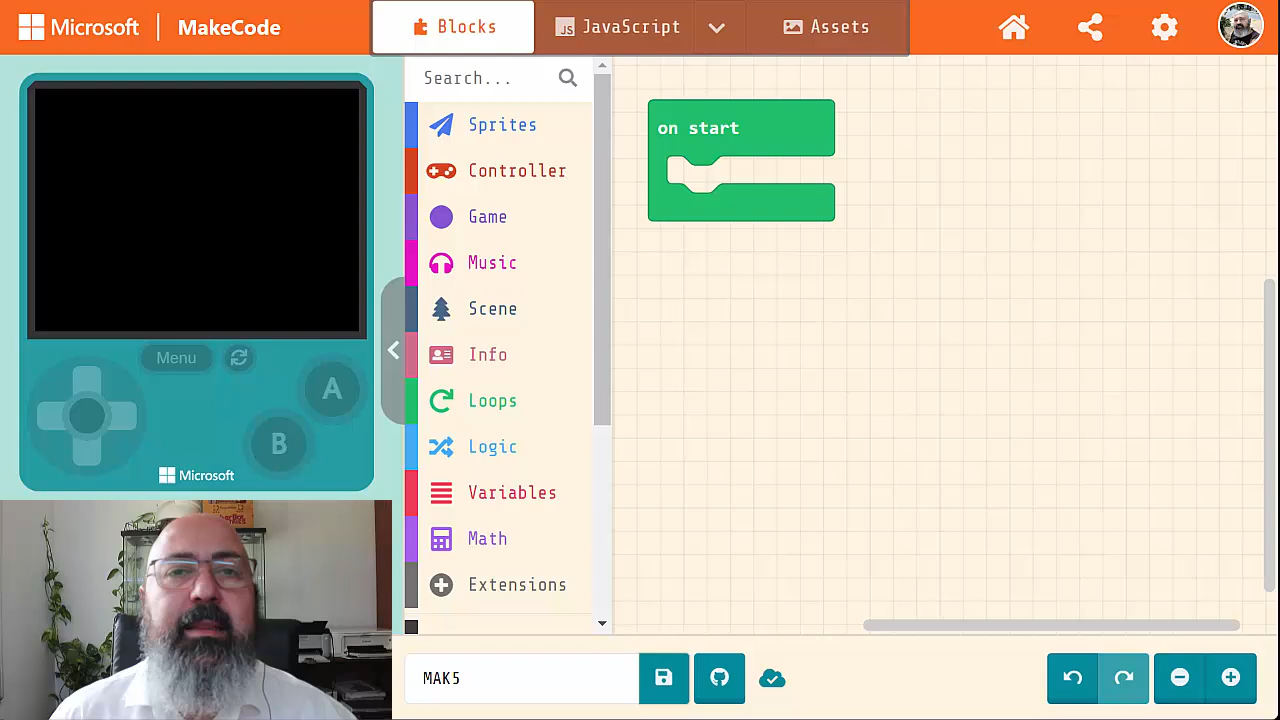 Microsoft | MakeCode
Blocks
JavaScript
Assets
Search...
Sprites
Controller
Game
Music
Scene
Info
Loops
Logic
Variables
Math
Extensions
on start
Menu
A
B
Microsoft
MAK5